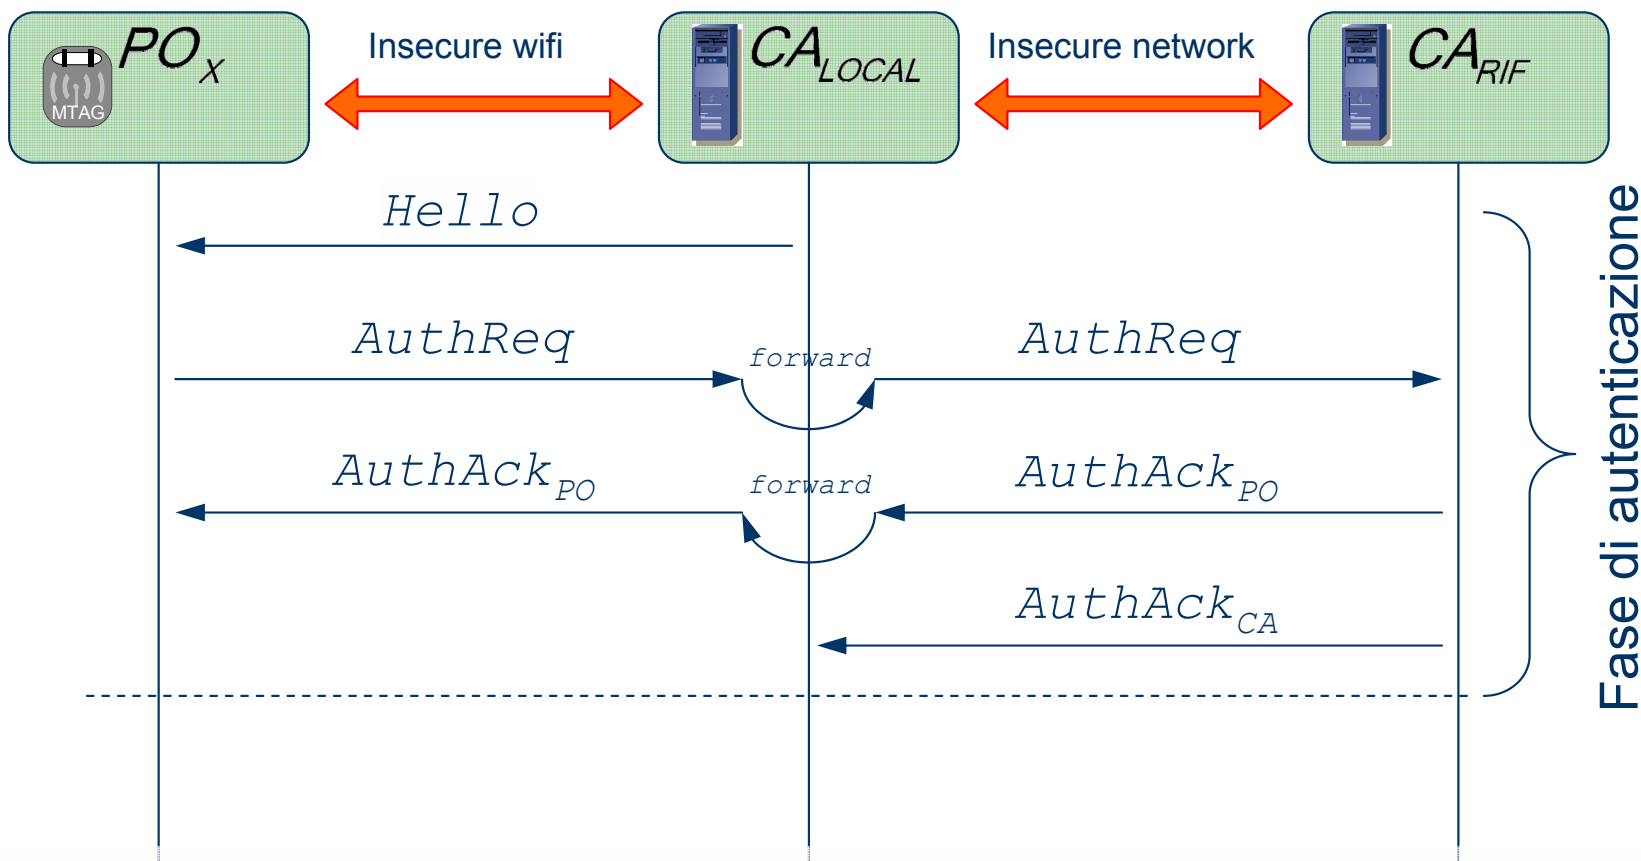 PO_X
MTAG
Insecure wifi
CA_LOCAL
Insecure network
CA_RIF
Hello
AuthReq
forward
AuthReq
AuthAck_PO
forward
AuthAck_PO
AuthAck_CA
Fase di autenticazione